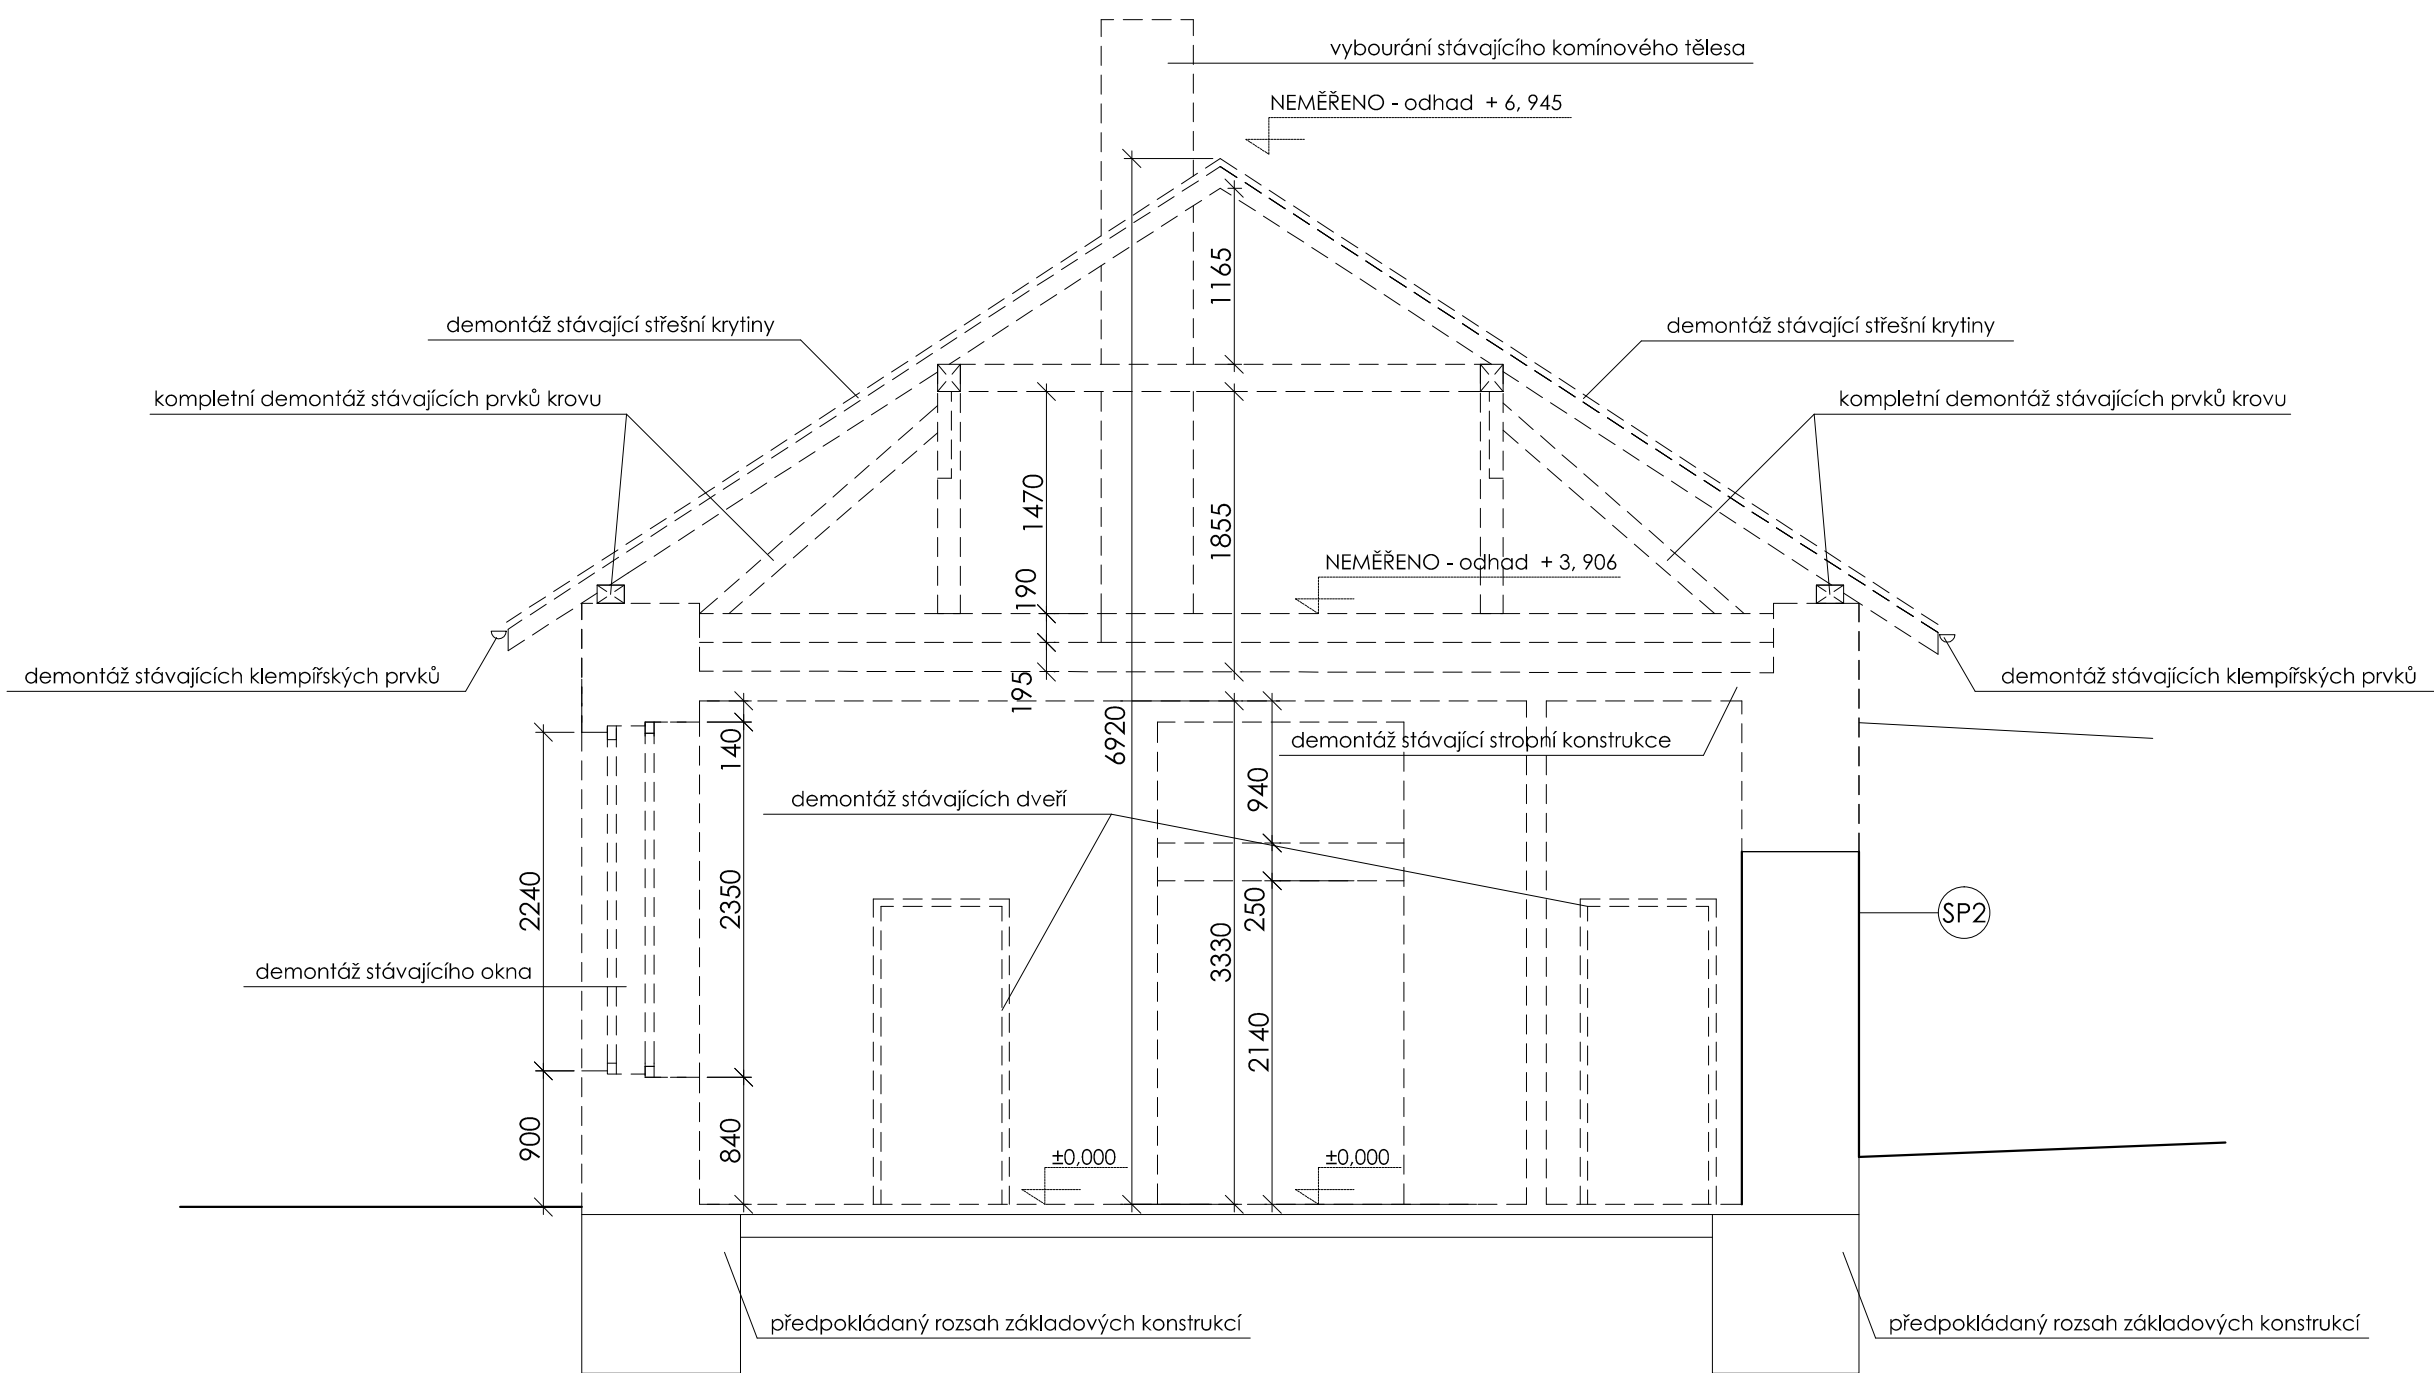 vybourání stávajícího komínového tělesa
NEMĚŘENO - odhad + 6, 945
1165
demontáž stávající střešní krytiny
demontáž stávající střešní krytiny
kompletní demontáž stávajících prvků krovu
kompletní demontáž stávajících prvků krovu
1470
1855
NEMĚŘENO - odhad + 3, 906
190
demontáž stávajících klempířských prvků
195
demontáž stávajících klempířských prvků
6920
140
demontáž stávající stropní konstrukce
940
demontáž stávajících dveří
2240
2350
250
SP2
3330
demontáž stávajícího okna
2140
900
840
±0,000
±0,000
předpokládaný rozsah základových konstrukcí
předpokládaný rozsah základových konstrukcí